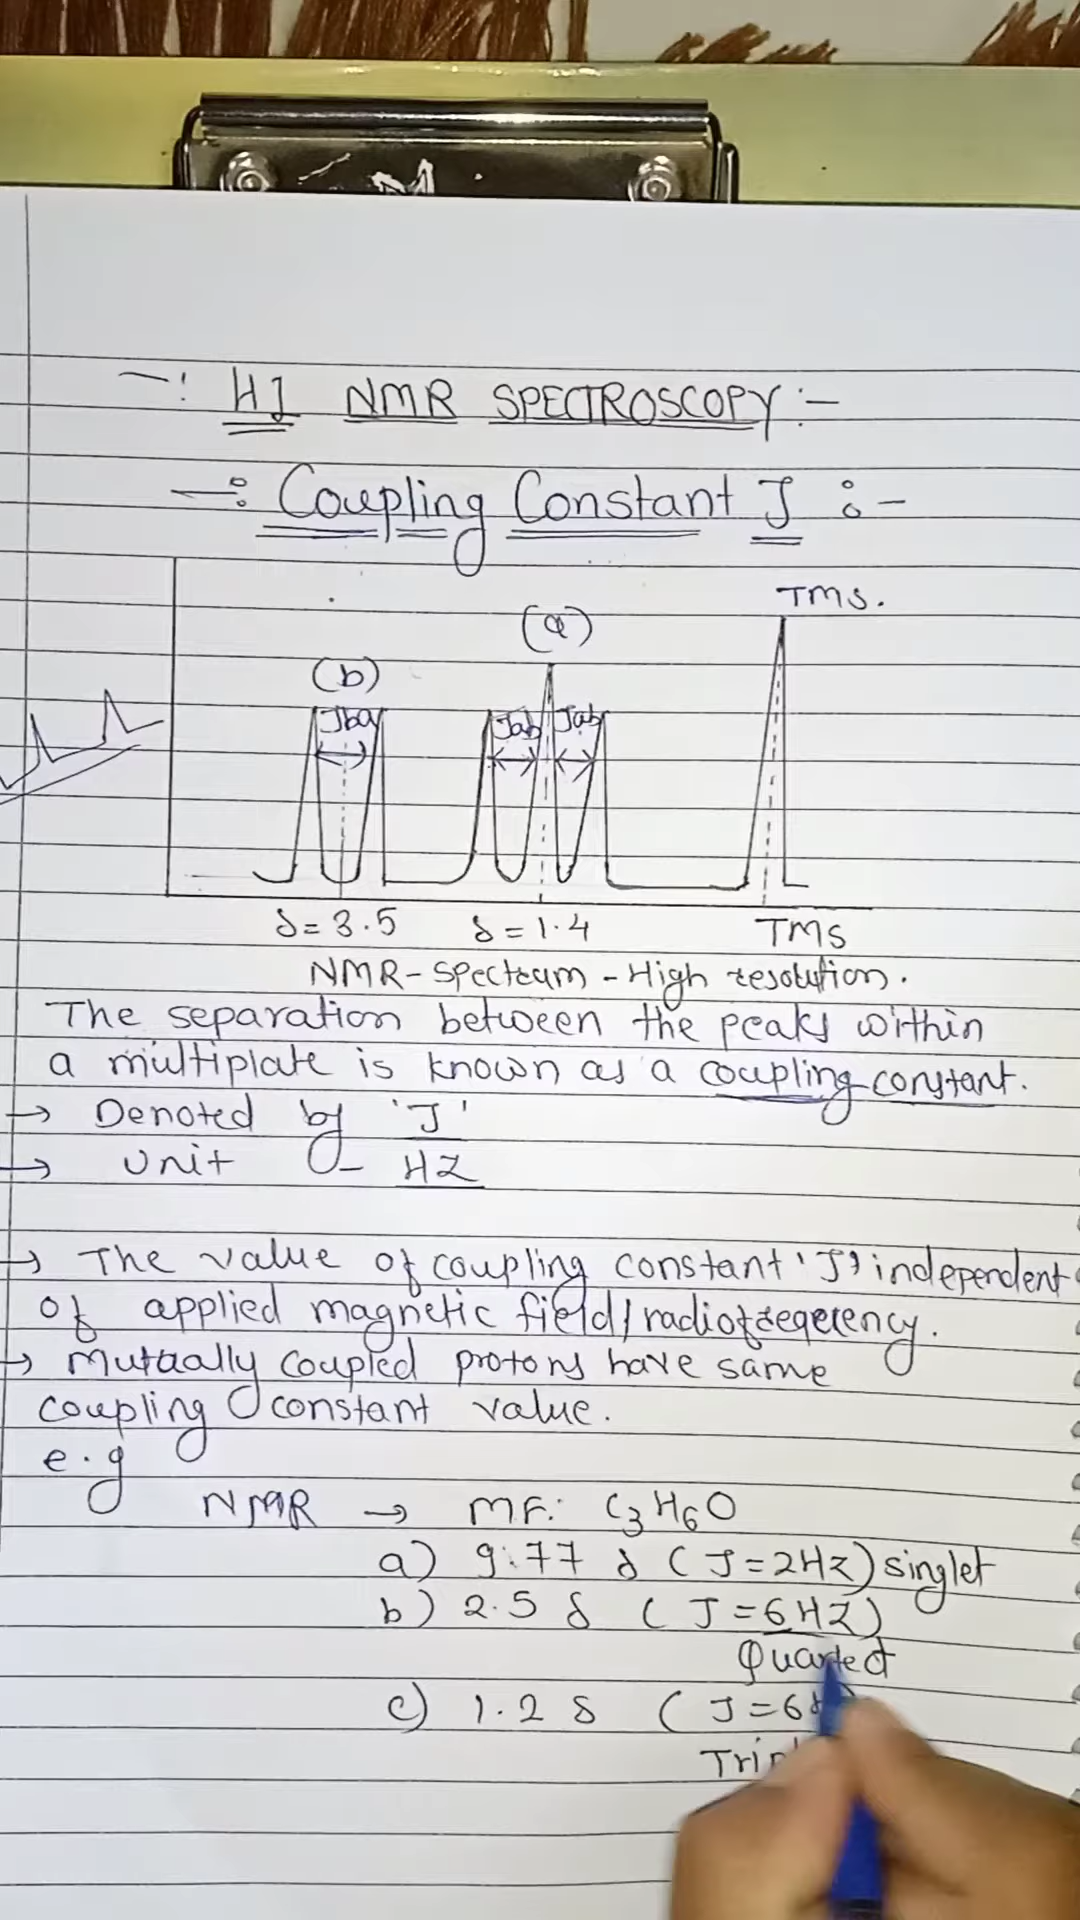 -: H1 NMR SPECTROSCOPY :-
-: Coupling Constant J :-
TMS.
(a)
(b)
Jba Jab Jab
δ = 3.5 δ = 1.4 TMS
NMR - Spectrum - High resolution.
The separation between the peaks within
a multiplate is known as a coupling constant.
→ Denoted by 'J'
→ Unit - HZ
→ The value of coupling constant 'J' independent
of applied magnetic field / radiofreqeuency.
→ Mutually coupled protons have same
coupling constant value.
e.g
NMR → MF: C3H6O
a) 9.77 δ ( J = 2HZ) singlet
b) 2.5 δ ( J = 6HZ)
Quarted
c) 1.2 δ ( J = 6